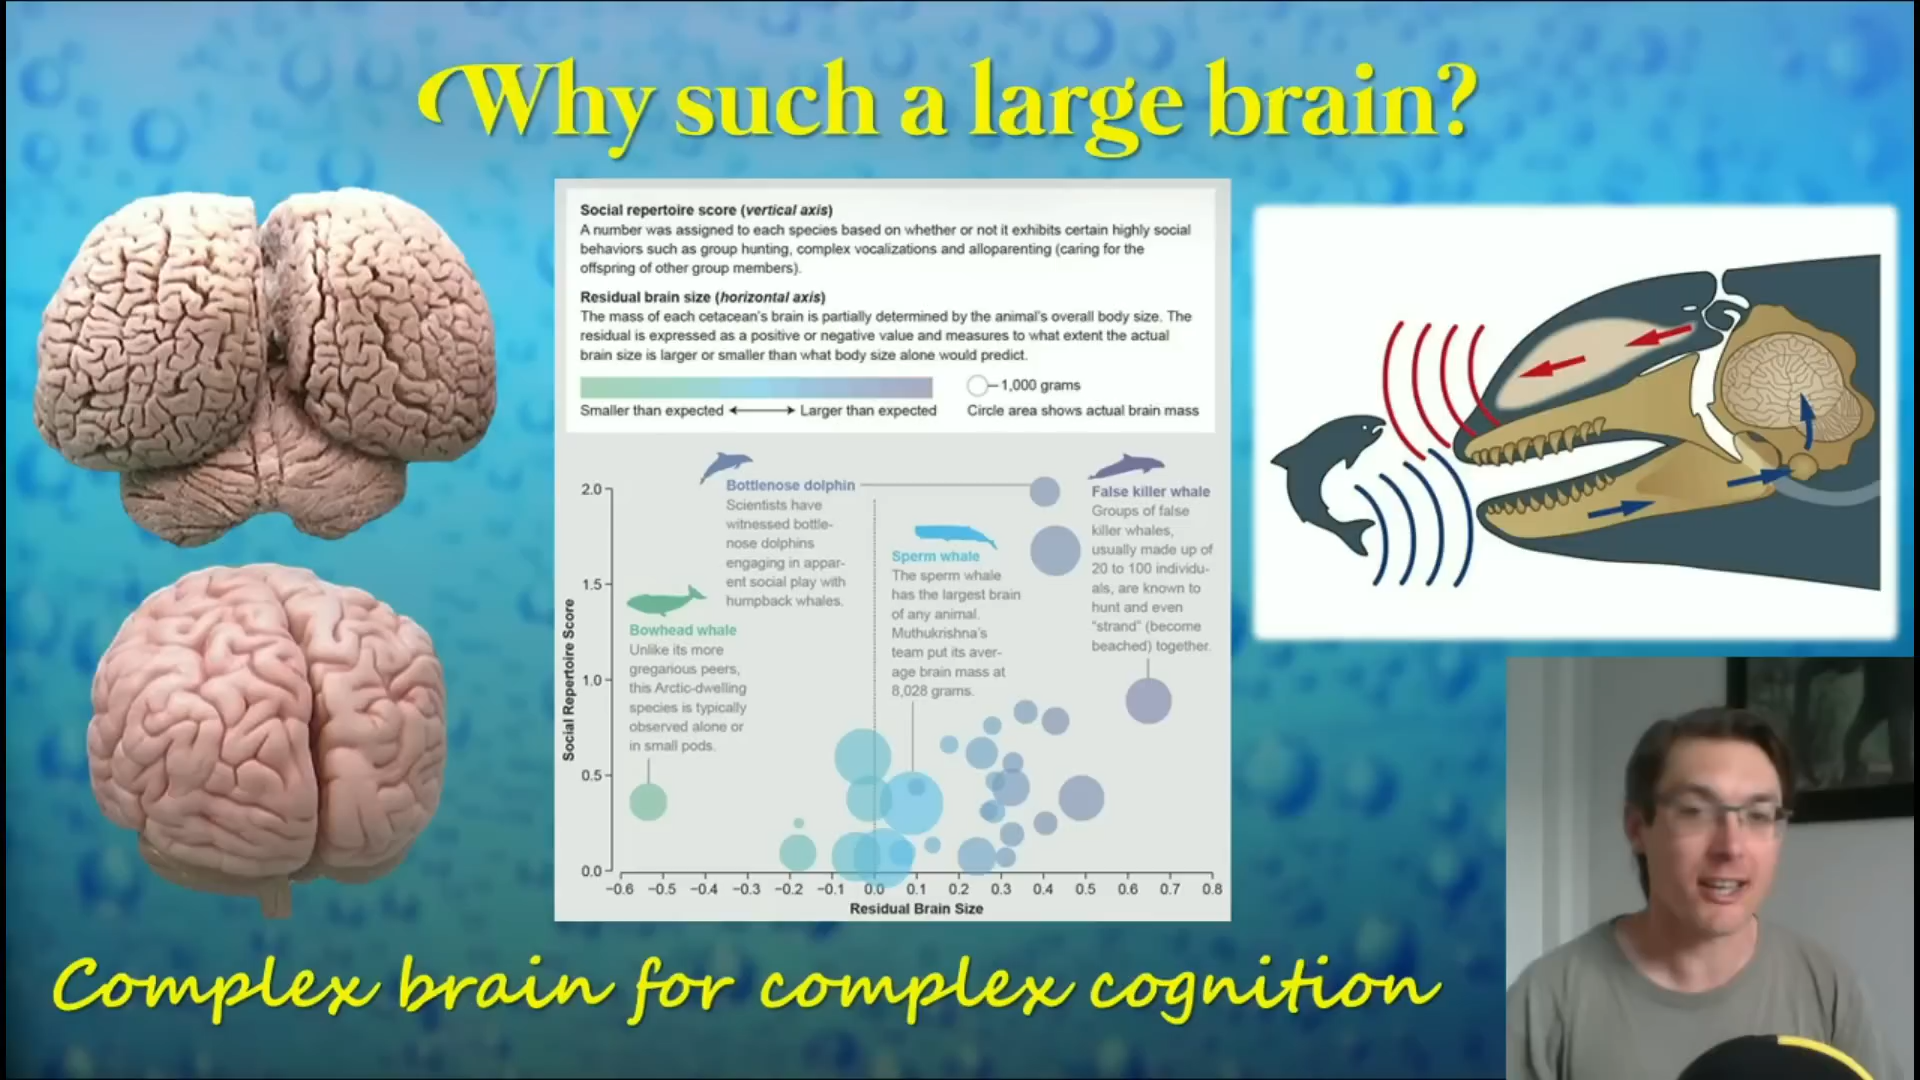 Why such a large brain?
Social repertoire score (vertical axis)
A number was assigned to each species based on whether or not it exhibits certain highly social
behaviors such as group hunting, complex vocalizations and alloparenting (caring for the
offspring of other group members).
Residual brain size (horizontal axis)
The mass of each cetacean's brain is partially determined by the animal's overall body size. The
residual is expressed as a positive or negative value and measures to what extent the actual
brain size is larger or smaller than what body size alone would predict.
1,000 grams
Smaller than expected
Larger than expected
Circle area shows actual brain mass
Bottlenose dolphin
Scientists have
witnessed bottle-
nose dolphins
engaging in appar-
ent social play with
humpback whales.
False killer whale
Groups of false
killer whales,
usually made up of
20 to 100 individu-
als, are known to
hunt and even
"strand" (become
beached) together.
Sperm whale
The sperm whale
has the largest brain
of any animal.
Muthukrishna's
team put its aver-
age brain mass at
8,028 grams.
Bowhead whale
Unlike its more
gregarious peers,
this Arctic-dwelling
species is typically
observed alone or
in small pods.
Social Repertoire Score
2.0
1.5
1.0
0.5
0.0
−0.6 −0.5 −0.4 −0.3 −0.2 −0.1 0.0 0.1 0.2 0.3 0.4 0.5 0.6 0.7 0.8
Residual Brain Size
Complex brain for complex cognition